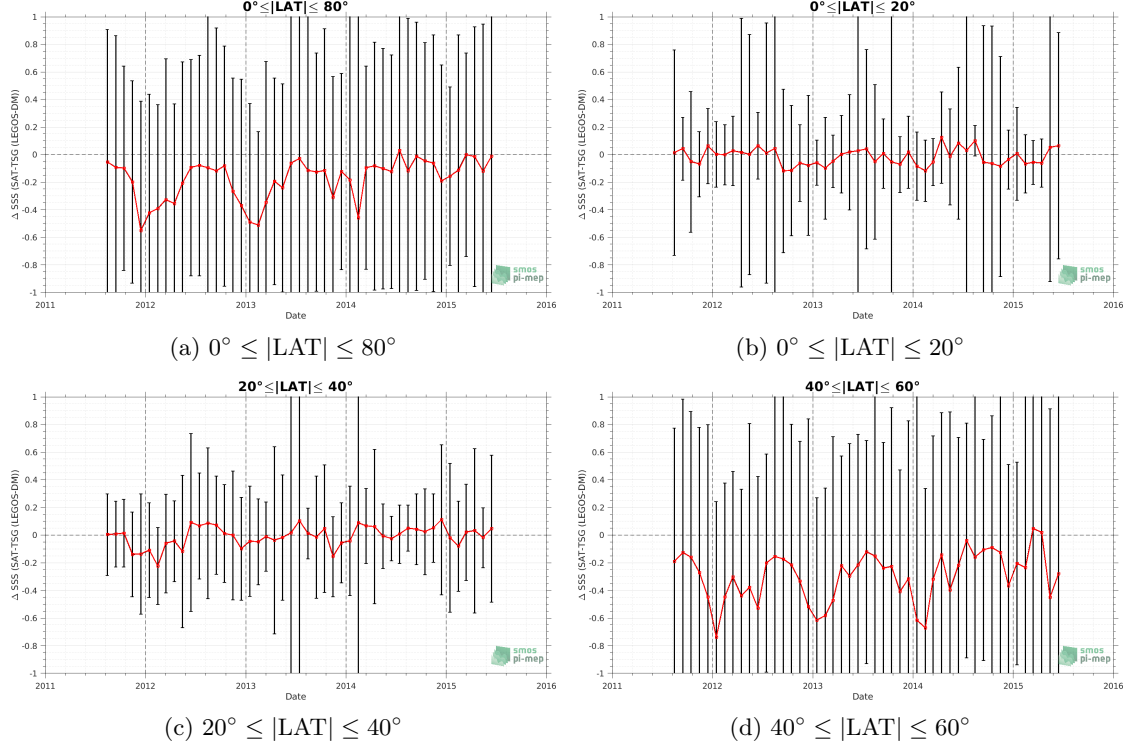 0°≤|LAT|≤ 80°
1
0.8
0.6
0.4
0.2
0
-0.2
-0.4
-0.6
-0.8
-1
Δ SSS (SAT-TSG (LEGOS-DM))
2011 2012 2013 2014 2015 2016
Date
smos
pi-mep
(a) 0° ≤ |LAT| ≤ 80°
0°≤|LAT|≤ 20°
1
0.8
0.6
0.4
0.2
0
-0.2
-0.4
-0.6
-0.8
-1
Δ SSS (SAT-TSG (LEGOS-DM))
2011 2012 2013 2014 2015 2016
Date
smos
pi-mep
(b) 0° ≤ |LAT| ≤ 20°
20°≤|LAT|≤ 40°
1
0.8
0.6
0.4
0.2
0
-0.2
-0.4
-0.6
-0.8
-1
Δ SSS (SAT-TSG (LEGOS-DM))
2011 2012 2013 2014 2015 2016
Date
smos
pi-mep
(c) 20° ≤ |LAT| ≤ 40°
40°≤|LAT|≤ 60°
1
0.8
0.6
0.4
0.2
0
-0.2
-0.4
-0.6
-0.8
-1
Δ SSS (SAT-TSG (LEGOS-DM))
2011 2012 2013 2014 2015 2016
Date
smos
pi-mep
(d) 40° ≤ |LAT| ≤ 60°